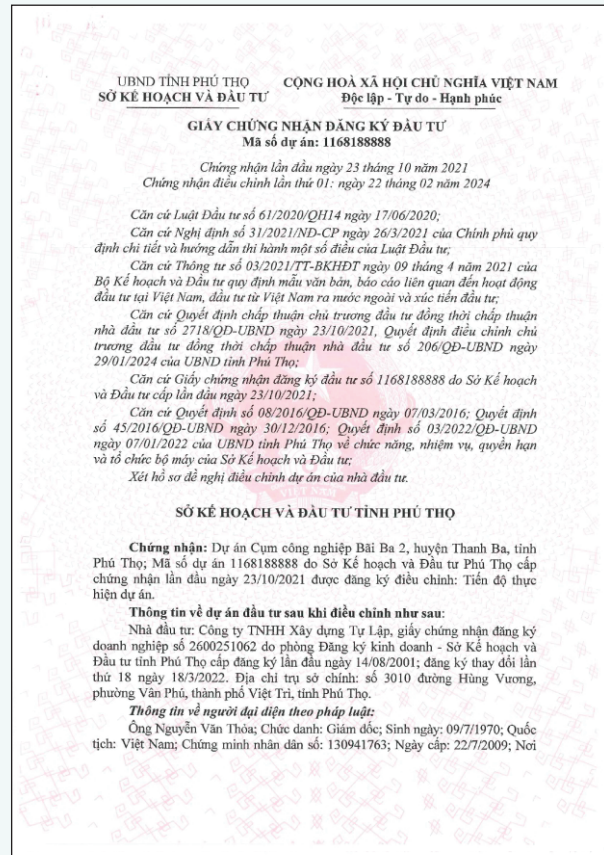 UBND TỈNH PHÚ THỌ
SỞ KẾ HOẠCH VÀ ĐẦU TƯ
CỘNG HOÀ XÃ HỘI CHỦ NGHĨA VIỆT NAM
Độc lập - Tự do - Hạnh phúc
GIẤY CHỨNG NHẬN ĐĂNG KÝ ĐẦU TƯ
Mã số dự án: 1168188888
Chứng nhận lần đầu ngày 23 tháng 10 năm 2021
Chứng nhận điều chỉnh lần thứ 01: ngày 22 tháng 02 năm 2024
Căn cứ Luật Đầu tư số 61/2020/QH14 ngày 17/06/2020;
Căn cứ Nghị định số 31/2021/NĐ-CP ngày 26/3/2021 của Chính phủ quy
định chi tiết và hướng dẫn thi hành một số điều của Luật Đầu tư;
Căn cứ Thông tư số 03/2021/TT-BKHĐT ngày 09 tháng 4 năm 2021 của
Bộ Kế hoạch và Đầu tư quy định mẫu văn bản, báo cáo liên quan đến hoạt động
đầu tư tại Việt Nam, đầu tư từ Việt Nam ra nước ngoài và xúc tiến đầu tư;
Căn cứ Quyết định chấp thuận chủ trương đầu tư đồng thời chấp thuận
nhà đầu tư số 2718/QĐ-UBND ngày 23/10/2021, Quyết định điều chỉnh chủ
trương đầu tư đồng thời chấp thuận nhà đầu tư số 206/QĐ-UBND ngày
29/01/2024 của UBND tỉnh Phú Thọ;
Căn cứ Giấy chứng nhận đăng ký đầu tư số 1168188888 do Sở Kế hoạch
và Đầu tư cấp lần đầu ngày 23/10/2021;
Căn cứ Quyết định số 08/2016/QĐ-UBND ngày 07/03/2016; Quyết định
số 45/2016/QĐ-UBND ngày 30/12/2016; Quyết định số 03/2022/QĐ-UBND
ngày 07/01/2022 của UBND tỉnh Phú Thọ về chức năng, nhiệm vụ, quyền hạn
và tổ chức bộ máy của Sở Kế hoạch và Đầu tư;
Xét hồ sơ đề nghị điều chỉnh dự án của nhà đầu tư.
VIỆT NAM
SỞ KẾ HOẠCH VÀ ĐẦU TƯ TỈNH PHÚ THỌ
Chứng nhận: Dự án Cụm công nghiệp Bãi Ba 2, huyện Thanh Ba, tỉnh
Phú Thọ; Mã số dự án 1168188888 do Sở Kế hoạch và Đầu tư Phú Thọ cấp
chứng nhận lần đầu ngày 23/10/2021 được đăng ký điều chỉnh: Tiến độ thực
hiện dự án.
Thông tin về dự án đầu tư sau khi điều chỉnh như sau:
Nhà đầu tư: Công ty TNHH Xây dựng Tự Lập, giấy chứng nhận đăng ký
doanh nghiệp số 2600251062 do phòng Đăng ký kinh doanh - Sở Kế hoạch và
Đầu tư tỉnh Phú Thọ cấp đăng ký lần đầu ngày 14/08/2001; đăng ký thay đổi lần
thứ 18 ngày 18/3/2022. Địa chỉ trụ sở chính: số 3010 đường Hùng Vương,
phường Vân Phú, thành phố Việt Trì, tỉnh Phú Thọ.
Thông tin về người đại diện theo pháp luật:
Ông Nguyễn Văn Thỏa; Chức danh: Giám đốc; Sinh ngày: 09/7/1970; Quốc
tịch: Việt Nam; Chứng minh nhân dân số: 130941763; Ngày cấp: 22/7/2009; Nơi